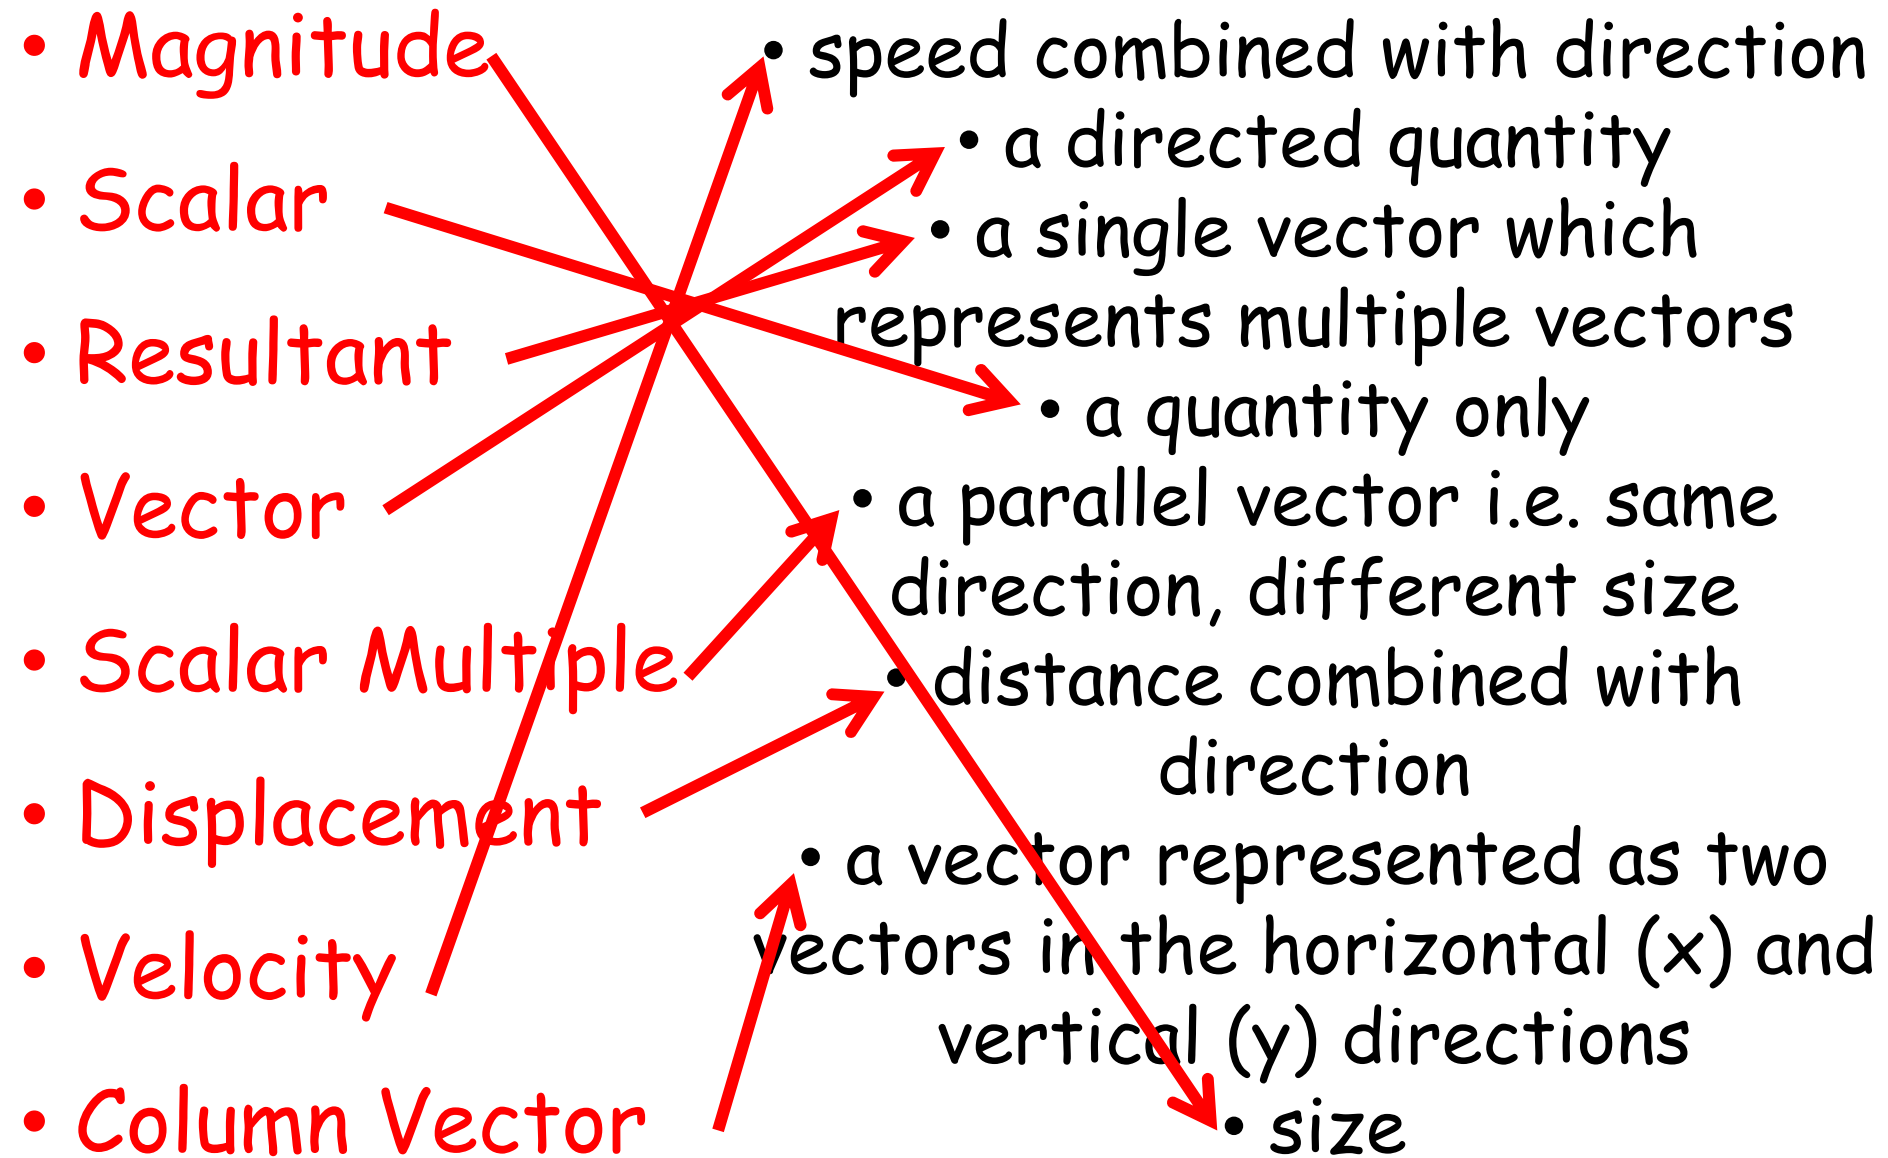 • Magnitude
• Scalar
• Resultant
• Vector
• Scalar Multiple
• Displacement
• Velocity
• Column Vector
• speed combined with direction
• a directed quantity
• a single vector which
represents multiple vectors
• a quantity only
• a parallel vector i.e. same
direction, different size
• distance combined with
direction
• a vector represented as two
vectors in the horizontal (x) and
vertical (y) directions
• size